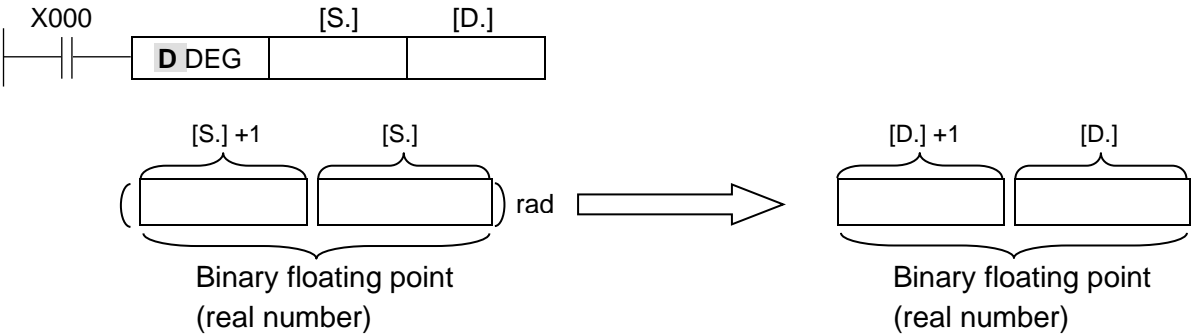 X000 [S.] [D.]
D DEG
[S.] +1 [S.] [D.] +1 [D.]
rad
Binary floating point Binary floating point
(real number) (real number)